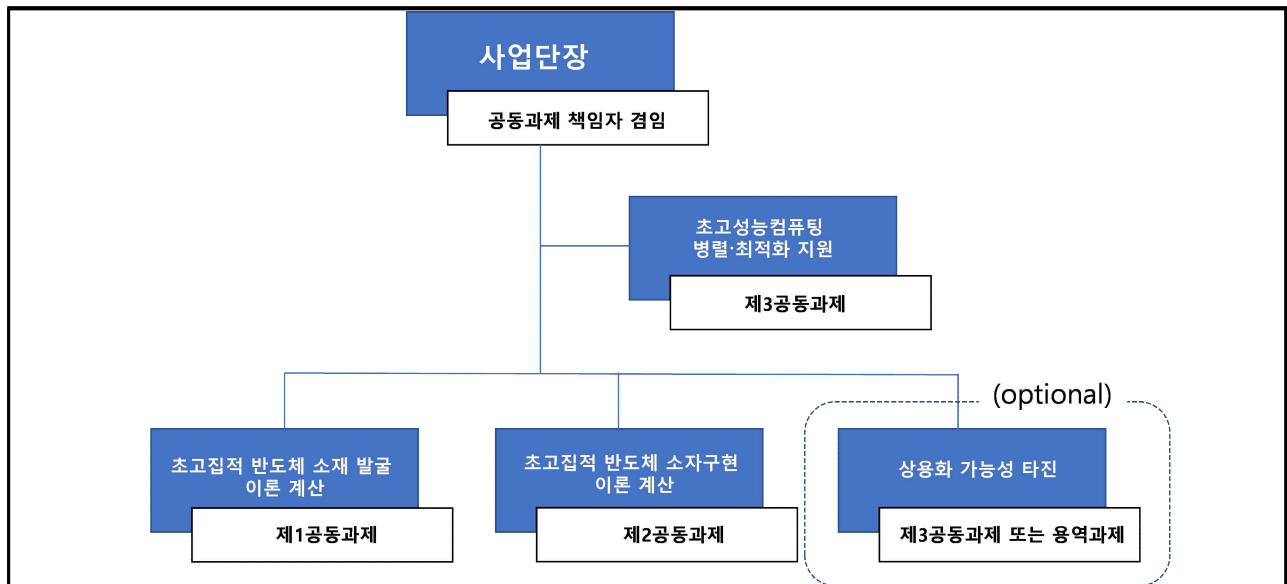 사업단장
공동과제 책임자 겸임
초고성능컴퓨팅
병렬·최적화 지원
제3공동과제
(optional)
초고집적 반도체 소재 발굴
이론 계산
제1공동과제
초고집적 반도체 소자구현
이론 계산
제2공동과제
상용화 가능성 타진
제3공동과제 또는 용역과제